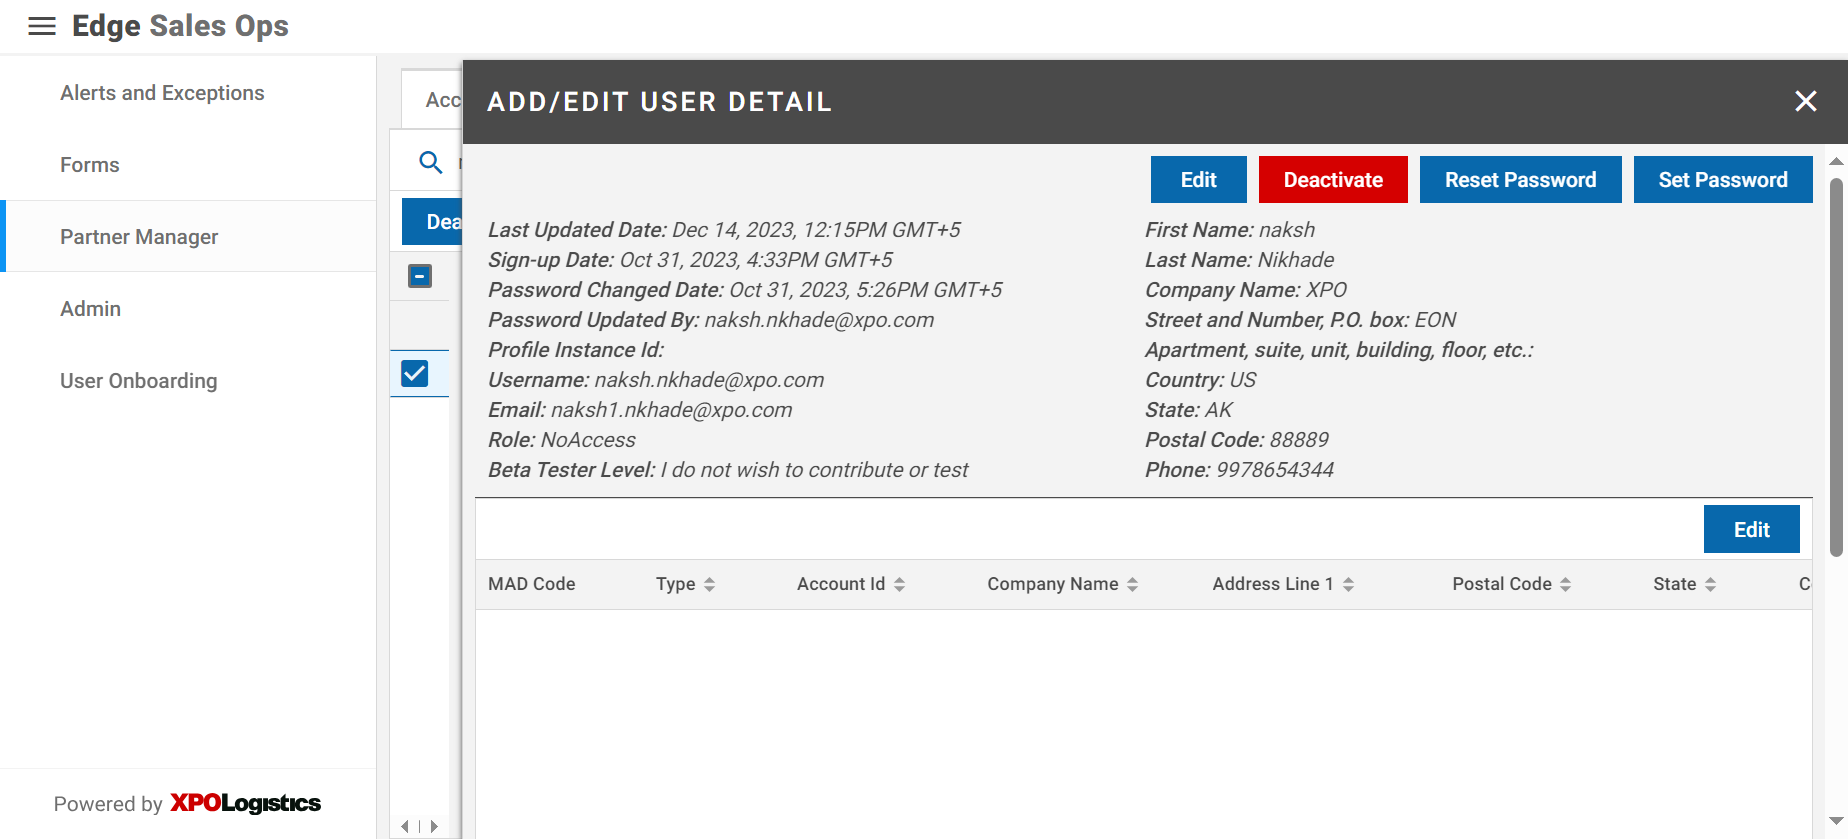 Edge Sales Ops
Alerts and Exceptions
Forms
Partner Manager
Admin
User Onboarding
Powered by XPOLogistics
Acc
Dea
ADD/EDIT USER DETAIL
Edit
Deactivate
Reset Password
Set Password
Last Updated Date: Dec 14, 2023, 12:15PM GMT+5
Sign-up Date: Oct 31, 2023, 4:33PM GMT+5
Password Changed Date: Oct 31, 2023, 5:26PM GMT+5
Password Updated By: naksh.nkhade@xpo.com
Profile Instance Id:
Username: naksh.nkhade@xpo.com
Email: naksh1.nkhade@xpo.com
Role: NoAccess
Beta Tester Level: I do not wish to contribute or test
First Name: naksh
Last Name: Nikhade
Company Name: XPO
Street and Number, P.O. box: EON
Apartment, suite, unit, building, floor, etc.:
Country: US
State: AK
Postal Code: 88889
Phone: 9978654344
Edit
MAD Code Type Account Id Company Name Address Line 1 Postal Code State